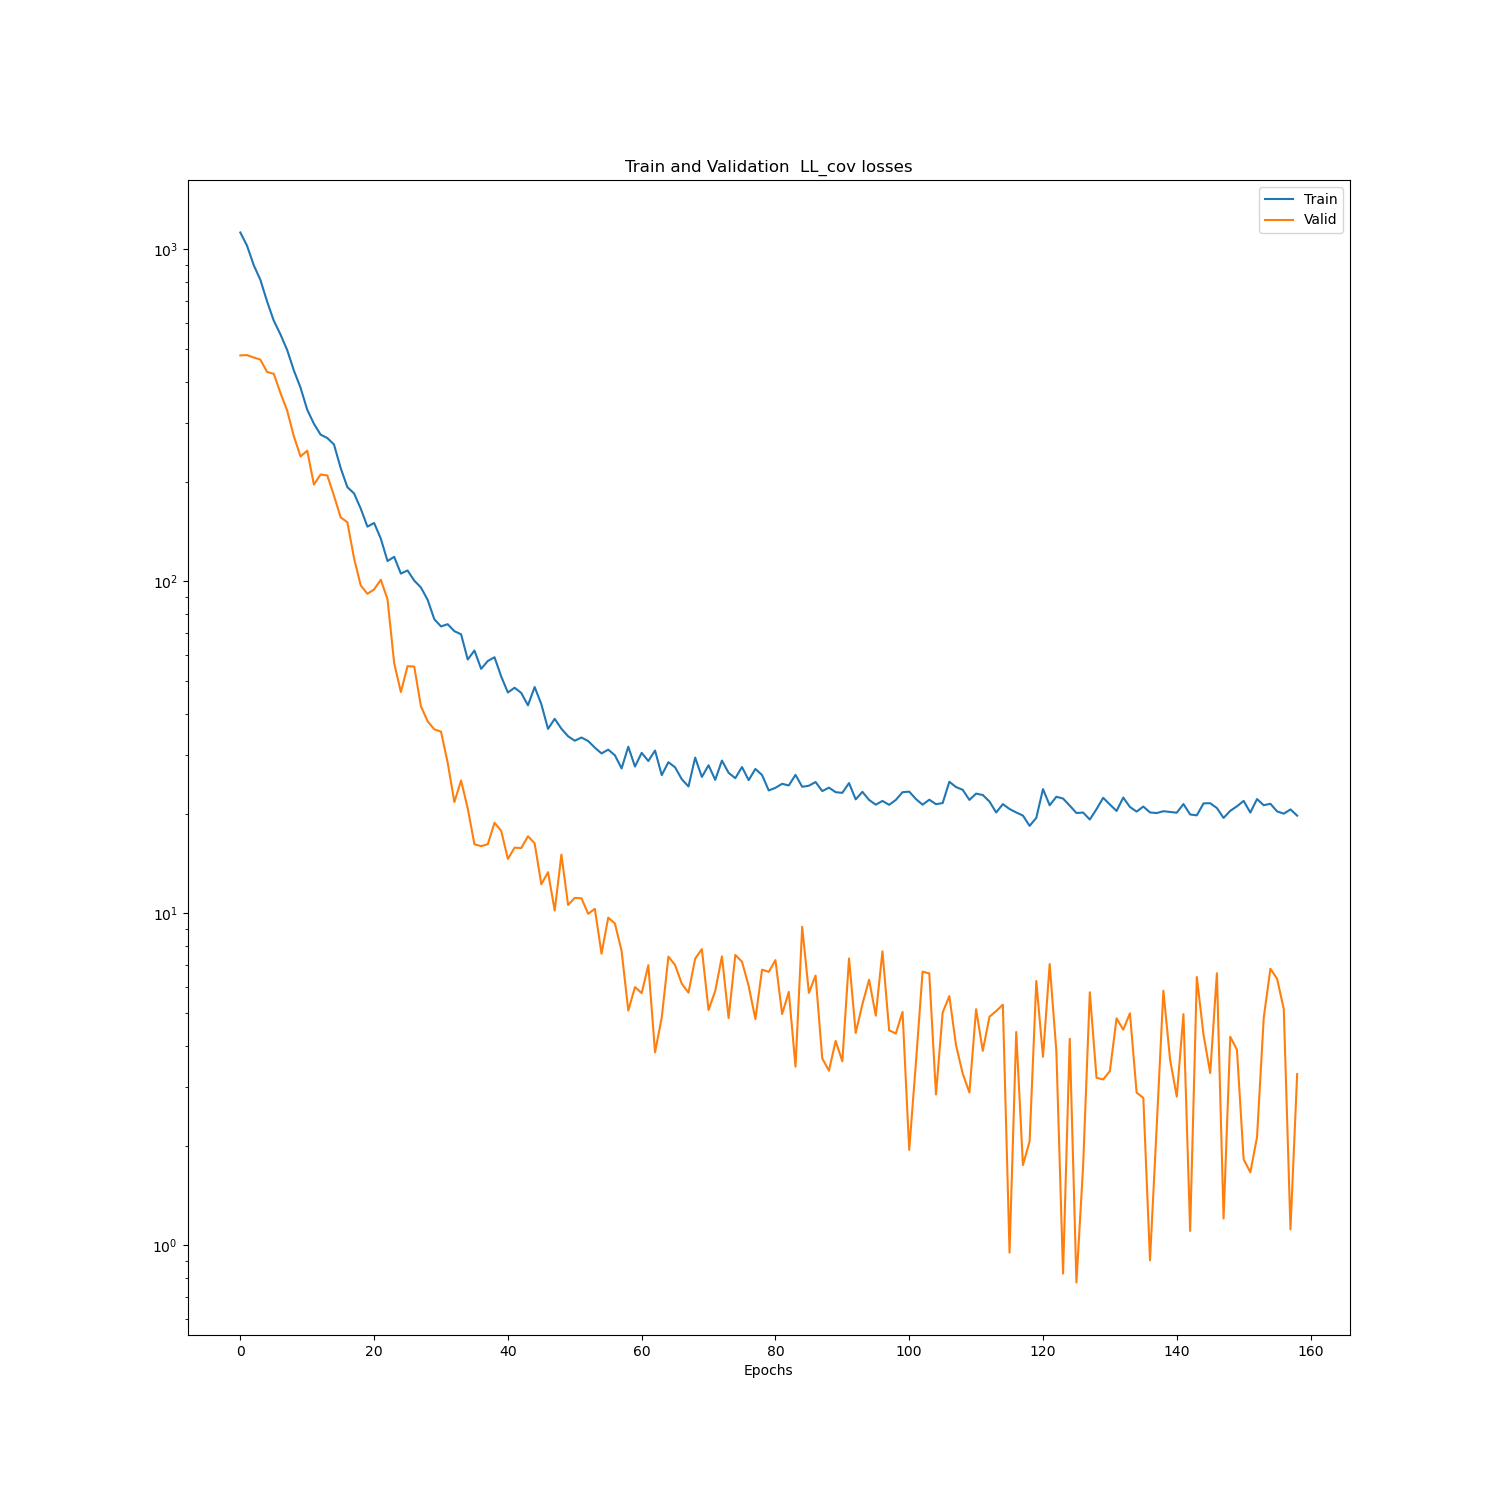 Train and Validation  LL_cov losses
Train
Valid
10³
10²
10¹
10⁰
0 20 40 60 80 100 120 140 160
Epochs